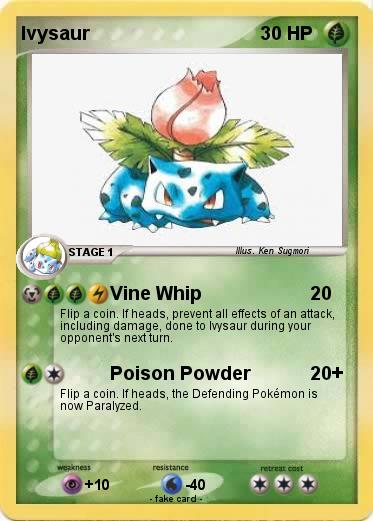 Ivysaur 30 HP
Illus. Ken Sugmori
STAGE 1
Vine Whip 20
Flip a coin. If heads, prevent all effects of an attack,
including damage, done to Ivysaur during your
opponent's next turn.
Poison Powder 20+
Flip a coin. If heads, the Defending Pokémon is
now Paralyzed.
weakness resistance retreat cost
+10 -40
- fake card -